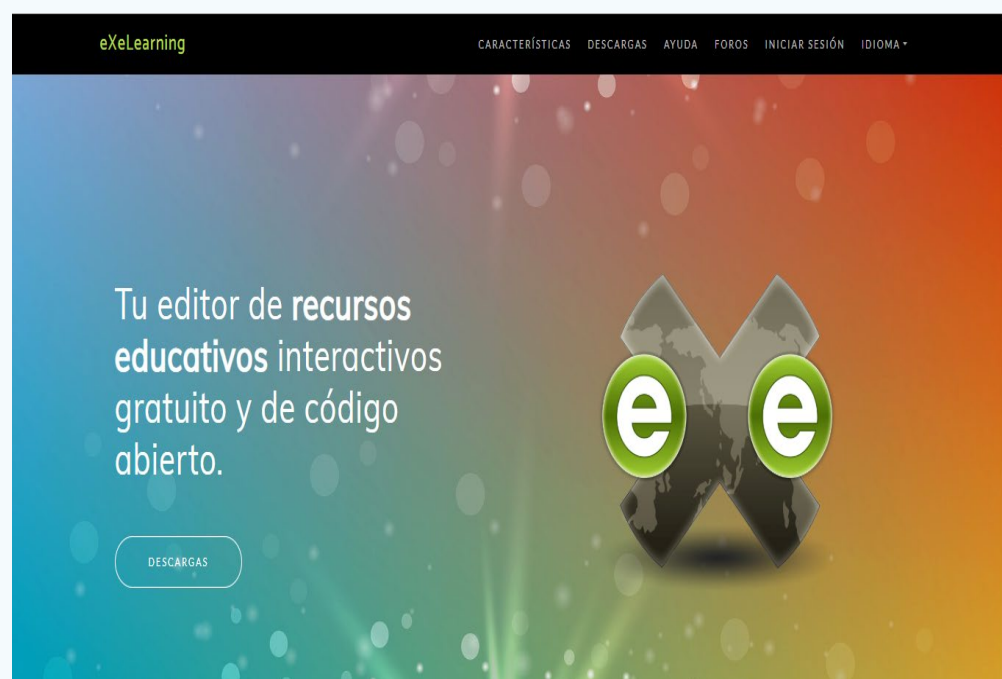 eXeLearning
CARACTERÍSTICAS DESCARGAS AYUDA FOROS INICIAR SESIÓN IDIOMA
Tu editor de recursos
educativos interactivos
gratuito y de código
abierto.
eXe
DESCARGAS